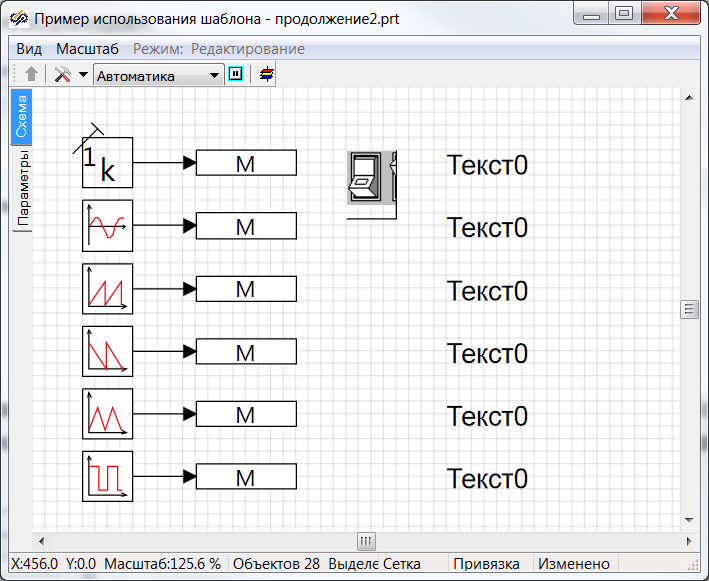 Пример использования шаблона - продолжение2.prt
Вид Масштаб Режим: Редактирование
Автоматика
Схема
Параметры
1 k
М
Текст0
М
Текст0
М
Текст0
М
Текст0
М
Текст0
М
Текст0
X:456.0 Y:0.0 Масштаб:125.6 % Объектов 28 Выделе Сетка Привязка Изменено